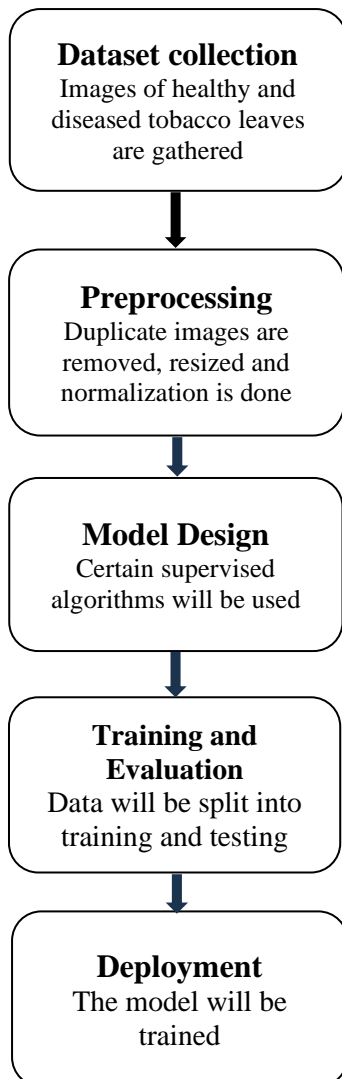 Dataset collection
Images of healthy and
diseased tobacco leaves
are gathered
Preprocessing
Duplicate images are
removed, resized and
normalization is done
Model Design
Certain supervised
algorithms will be used
Training and
Evaluation
Data will be split into
training and testing
Deployment
The model will be
trained